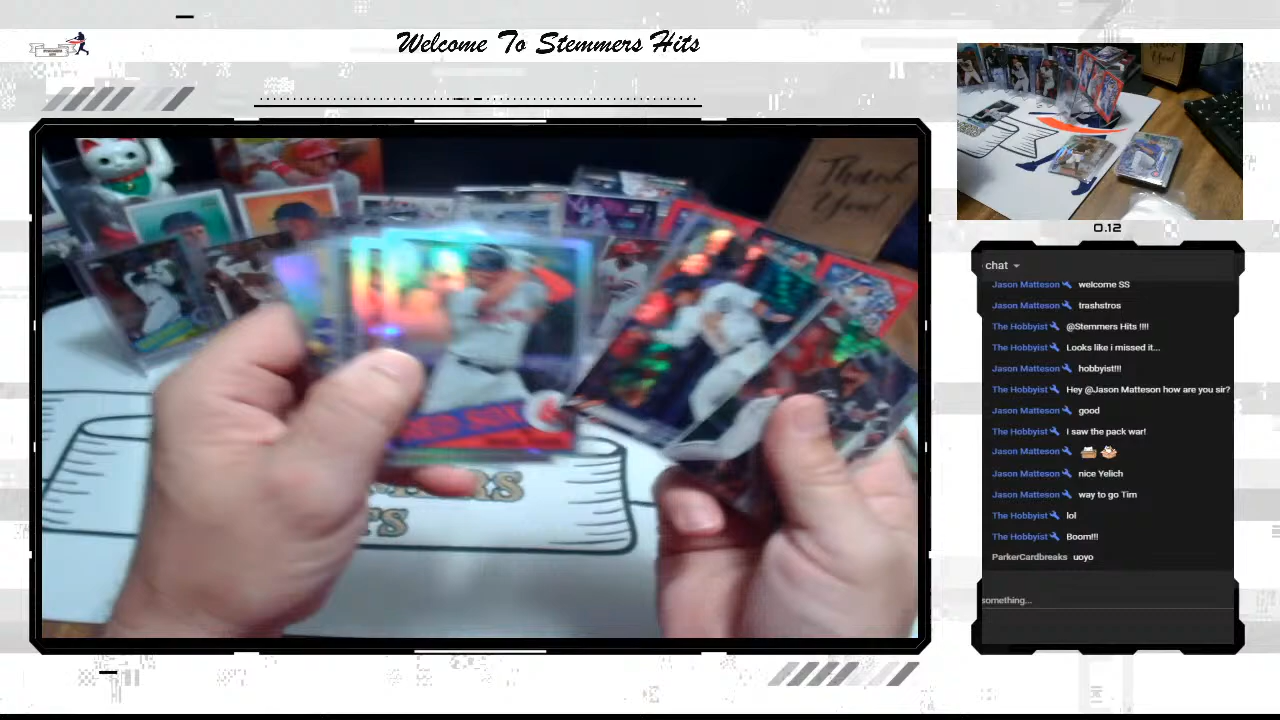 Welcome To Stemmers Hits
Thank
You!
RED SOX
0.12
chat
Jason Matteson welcome SS
Jason Matteson trashstros
The Hobbyist @Stemmers Hits !!!!
The Hobbyist Looks like i missed it...
Jason Matteson hobbyist!!!
The Hobbyist Hey @Jason Matteson how are you sir?
Jason Matteson good
The Hobbyist I saw the pack war!
Jason Matteson
Jason Matteson nice Yelich
Jason Matteson way to go Tim
The Hobbyist lol
The Hobbyist Boom!!!
ParkerCardbreaks uoyo
something...